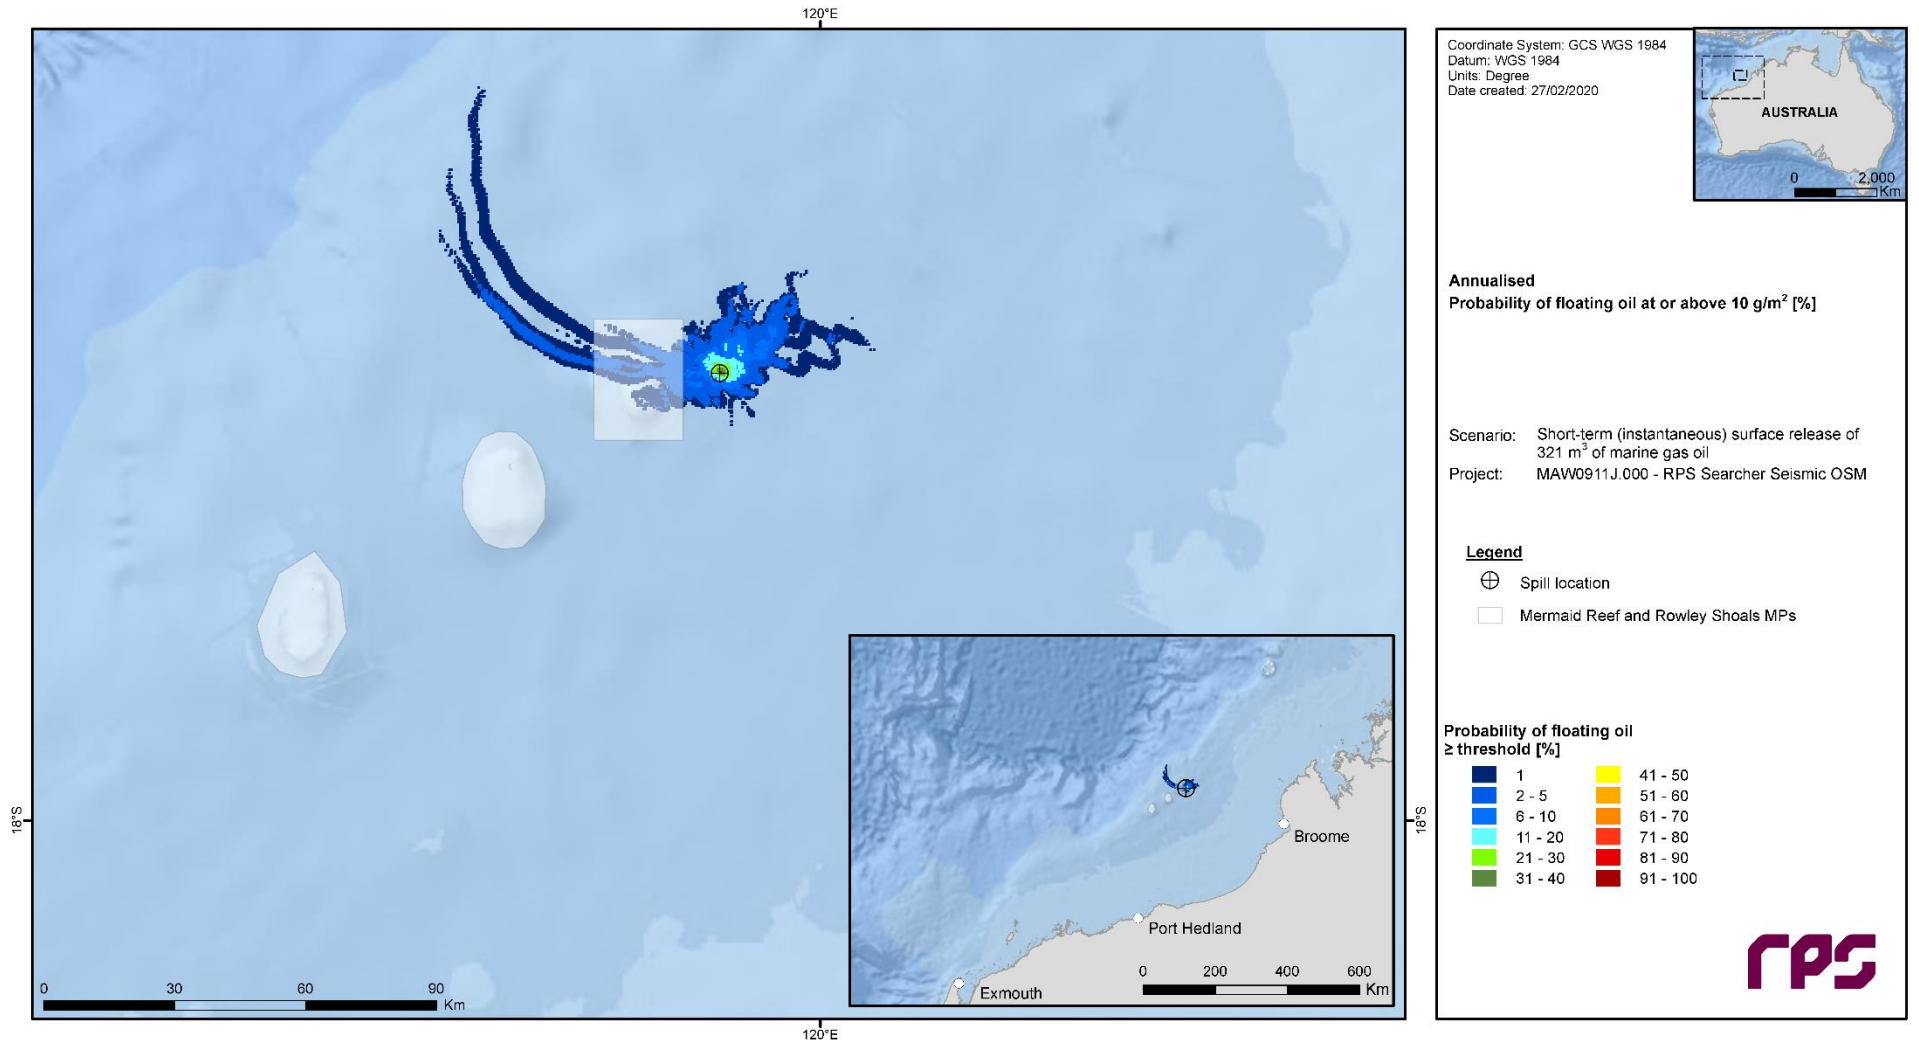 120°E
18°S
18°S
0 30 60 90
Km
120°E
Broome
Port Hedland
Exmouth
0 200 400 600
Km
Coordinate System: GCS WGS 1984
Datum: WGS 1984
Units: Degree
Date created: 27/02/2020
AUSTRALIA
0 2,000
Km
Annualised
Probability of floating oil at or above 10 g/m² [%]
Scenario: Short-term (instantaneous) surface release of
321 m³ of marine gas oil
Project: MAW0911J.000 - RPS Searcher Seismic OSM
Legend
Spill location
Mermaid Reef and Rowley Shoals MPs
Probability of floating oil
≥ threshold [%]
1 41 - 50
2 - 5 51 - 60
6 - 10 61 - 70
11 - 20 71 - 80
21 - 30 81 - 90
31 - 40 91 - 100
rps